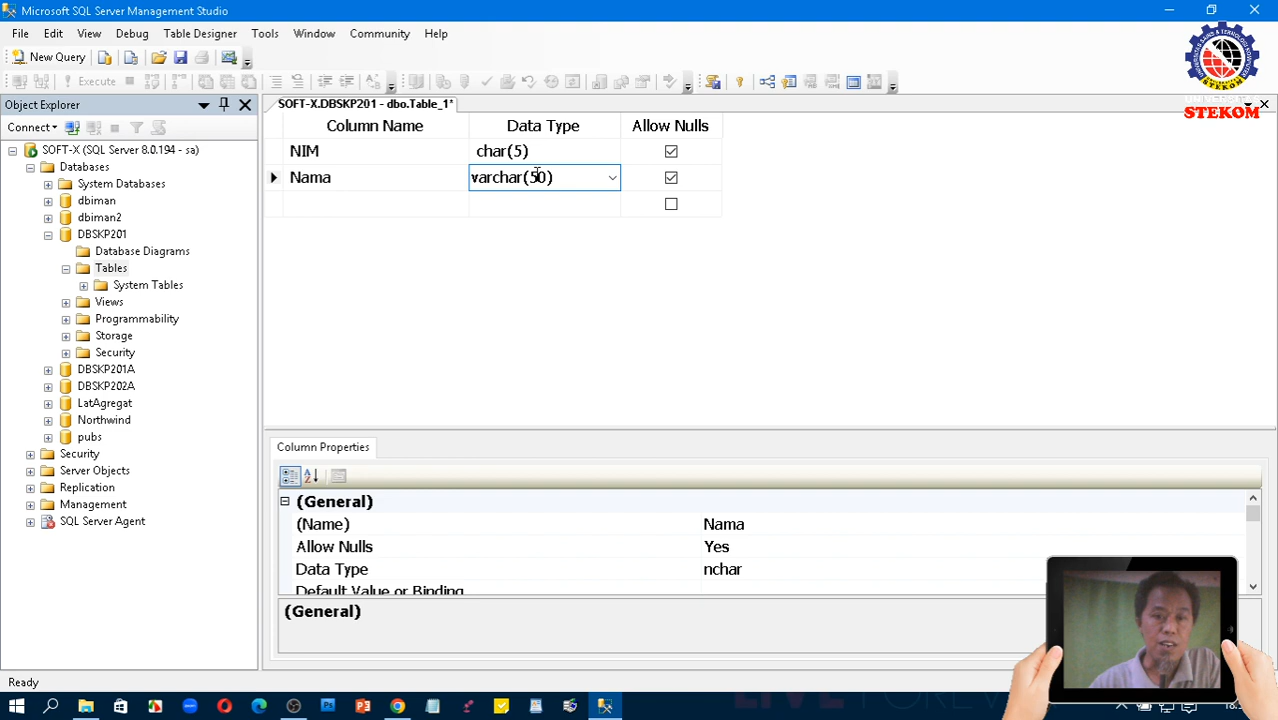 Microsoft SQL Server Management Studio
File Edit View Debug Table Designer Tools Window Community Help
New Query
Execute
STEKOM
Object Explorer
SOFT-X.DBSKP201 - dbo.Table_1*
Connect
Column Name Data Type Allow Nulls
SOFT-X (SQL Server 8.0.194 - sa)
NIM char(5)
Databases
Nama varchar(50)
System Databases
dbiman
dbiman2
DBSKP201
Database Diagrams
Tables
System Tables
Views
Programmability
Storage
Security
DBSKP201A
DBSKP202A
LatAgregat
Northwind
pubs
Security
Server Objects
Replication
Management
SQL Server Agent
Column Properties
(General)
(Name) Nama
Allow Nulls Yes
Data Type nchar
Default Value or Binding
(General)
Ready